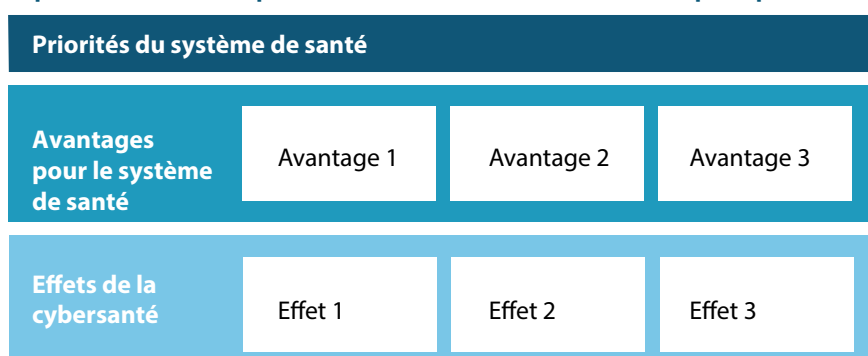 Priorités du système de santé
Avantages
pour le système
de santé
Avantage 1
Avantage 2
Avantage 3
Effets de la
cybersanté
Effet 1
Effet 2
Effet 3